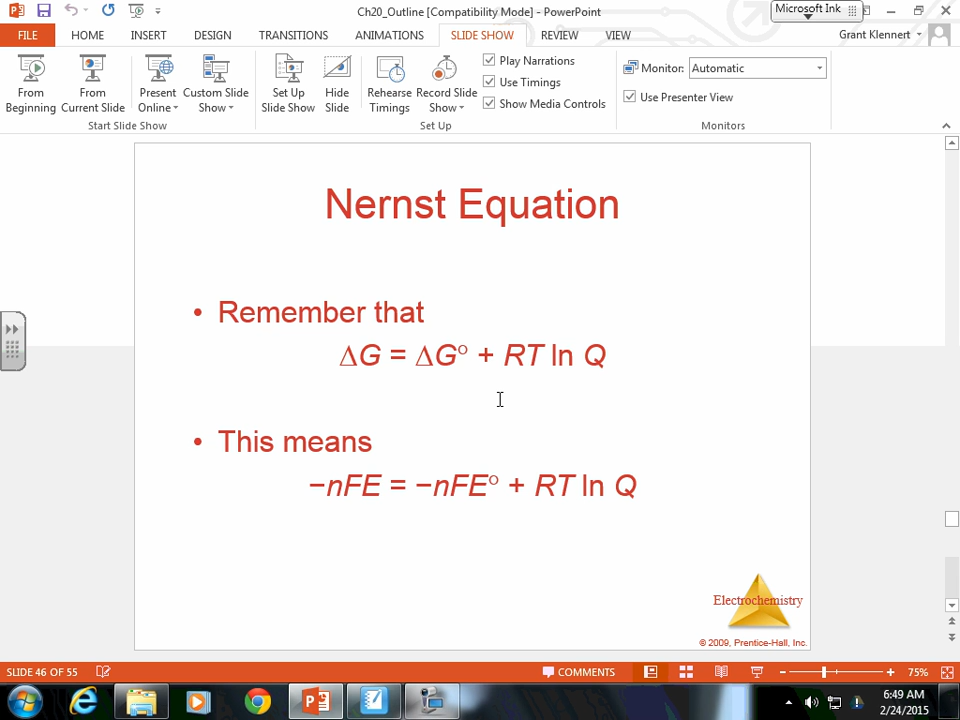 Ch20_Outline [Compatibility Mode] - PowerPoint
Microsoft Ink
FILE HOME INSERT DESIGN TRANSITIONS ANIMATIONS SLIDE SHOW REVIEW VIEW
Grant Klennert
From Beginning
From Current Slide
Present Online
Custom Slide Show
Start Slide Show
Set Up Slide Show
Hide Slide
Rehearse Timings
Record Slide Show
Play Narrations
Use Timings
Show Media Controls
Set Up
Monitor: Automatic
Use Presenter View
Monitors
Nernst Equation
• Remember that
ΔG = ΔG° + RT ln Q
• This means
−nFE = −nFE° + RT ln Q
Electrochemistry
© 2009, Prentice-Hall, Inc.
SLIDE 46 OF 55
COMMENTS
75%
6:49 AM
2/24/2015